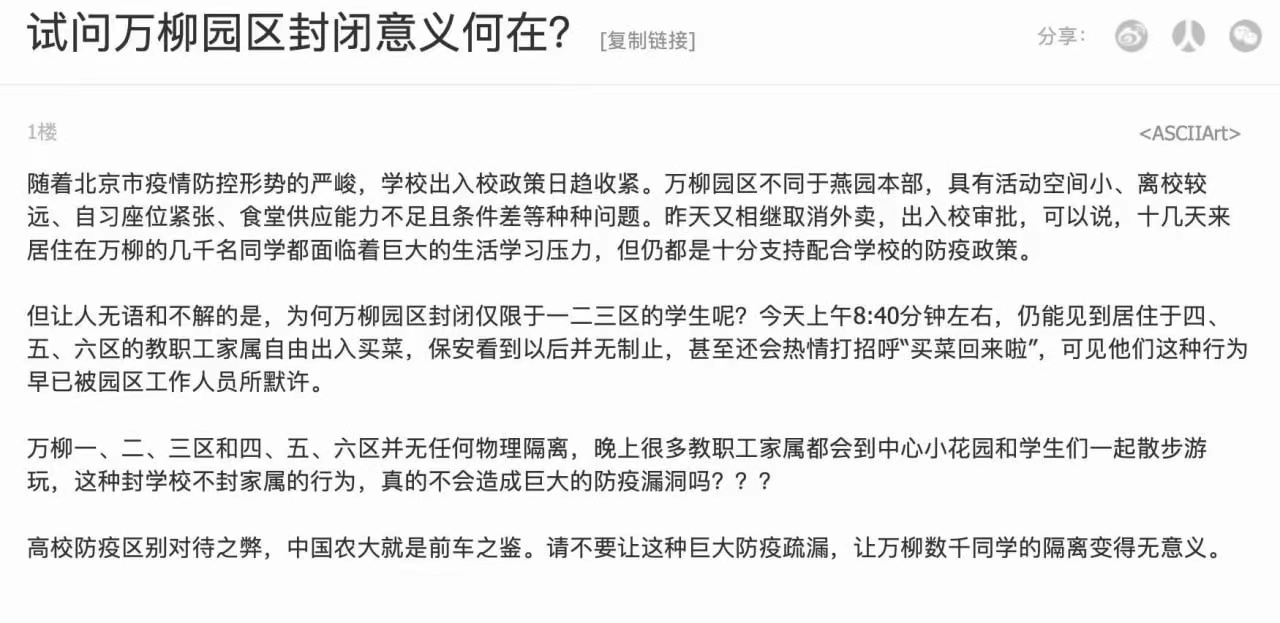 试问万柳园区封闭意义何在？ [复制链接] 分享：
1楼 <ASCIIArt>
随着北京市疫情防控形势的严峻，学校出入校政策日趋收紧。万柳园区不同于燕园本部，具有活动空间小、离校较
远、自习座位紧张、食堂供应能力不足且条件差等种种问题。昨天又相继取消外卖，出入校审批，可以说，十几天来
居住在万柳的几千名同学都面临着巨大的生活学习压力，但仍都是十分支持配合学校的防疫政策。
但让人无语和不解的是，为何万柳园区封闭仅限于一二三区的学生呢？今天上午8:40分钟左右，仍能见到居住于四、
五、六区的教职工家属自由出入买菜，保安看到以后并无制止，甚至还会热情打招呼“买菜回来啦”，可见他们这种行为
早已被园区工作人员所默许。
万柳一、二、三区和四、五、六区并无任何物理隔离，晚上很多教职工家属都会到中心小花园和学生们一起散步游
玩，这种封学校不封家属的行为，真的不会造成巨大的防疫漏洞吗？？？
高校防疫区别对待之弊，中国农大就是前车之鉴。请不要让这种巨大防疫疏漏，让万柳数千同学的隔离变得无意义。